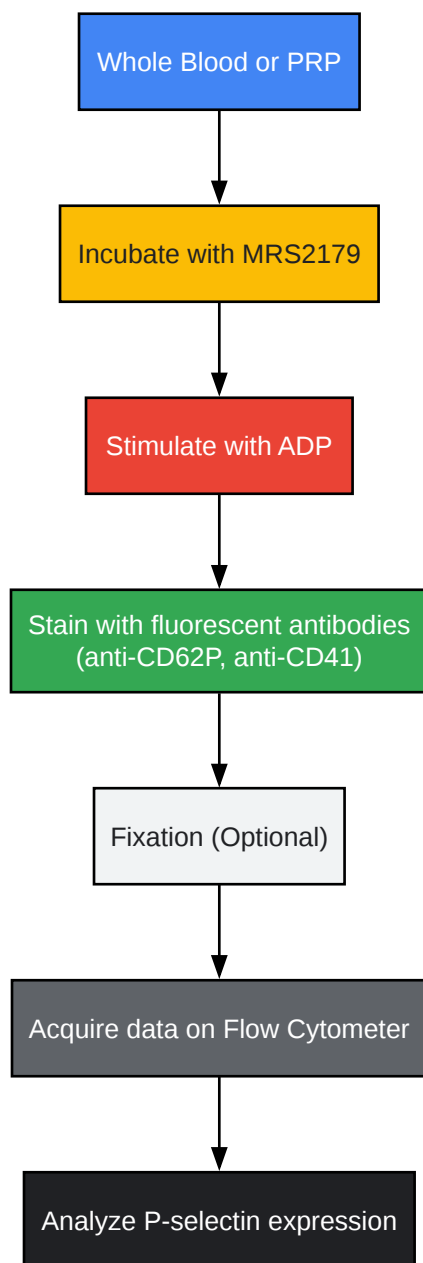 Whole Blood or PRP
Incubate with MRS2179
Stimulate with ADP
Stain with fluorescent antibodies
(anti-CD62P, anti-CD41)
Fixation (Optional)
Acquire data on Flow Cytometer
Analyze P-selectin expression